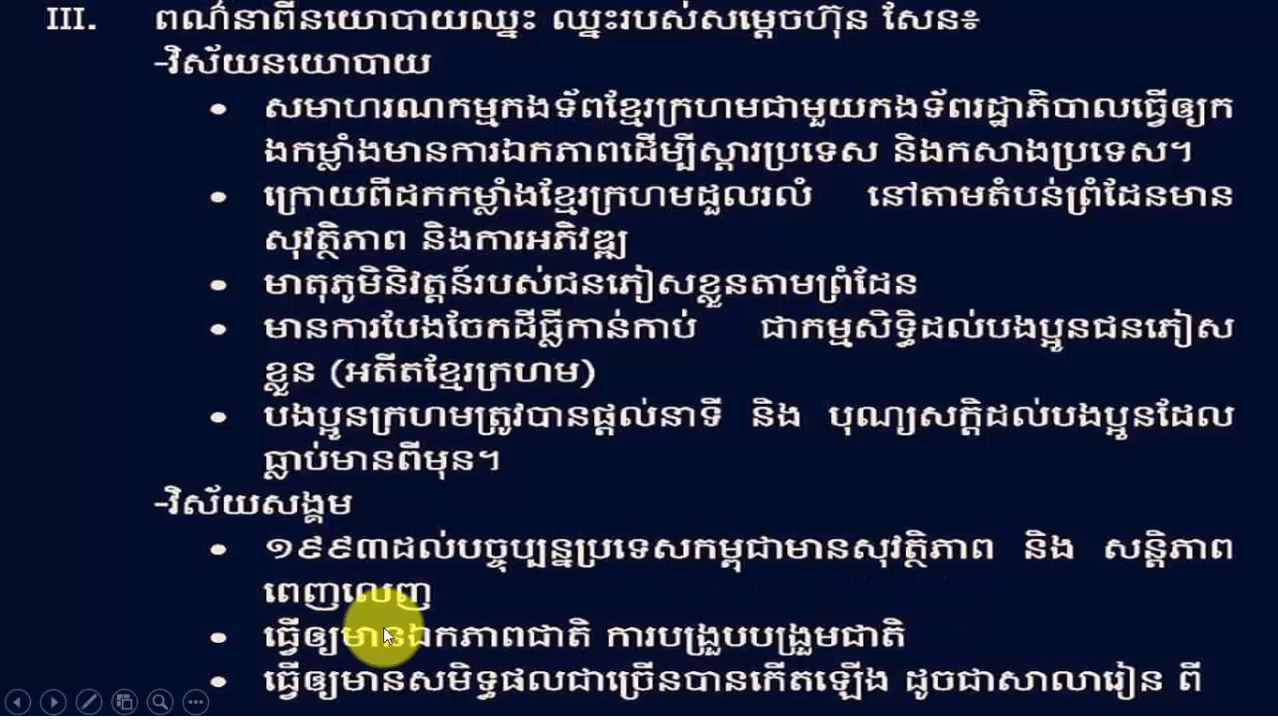 III. ពណ៌នាពីនយោបាយឈ្នះ ឈ្នះរបស់សម្តេចហ៊ុន សែន៖
-វិស័យនយោបាយ
• សមាហរណកម្មកងទ័ពខ្មែរក្រហមជាមួយកងទ័ពរដ្ឋាភិបាលធ្វើឲ្យក
ងកម្លាំងមានការឯកភាពដើម្បីស្តារប្រទេស និងកសាងប្រទេស។
• ក្រោយពីដកកម្លាំងខ្មែរក្រហមដួលរលំ នៅតាមតំបន់ព្រំដែនមាន
សុវត្ថិភាព និងការអភិវឌ្ឍ
• មាតុភូមិនិវត្តន៍របស់ជនភៀសខ្លួនតាមព្រំដែន
• មានការបែងចែកដីធ្លីកាន់កាប់ ជាកម្មសិទ្ធិដល់បងប្អូនជនភៀស
ខ្លួន (អតីតខ្មែរក្រហម)
• បងប្អូនក្រហមត្រូវបានផ្តល់នាទី និង បុណ្យសក្តិដល់បងប្អូនដែល
ធ្លាប់មានពីមុន។
-វិស័យសង្គម
• ១៩៩៣ដល់បច្ចុប្បន្នប្រទេសកម្ពុជាមានសុវត្ថិភាព និង សន្តិភាព
ពេញលេញ
• ធ្វើឲ្យមានឯកភាពជាតិ ការបង្រួបបង្រួមជាតិ
• ធ្វើឲ្យមានសមិទ្ធផលជាច្រើនបានកើតឡើង ដូចជាសាលារៀន ពី